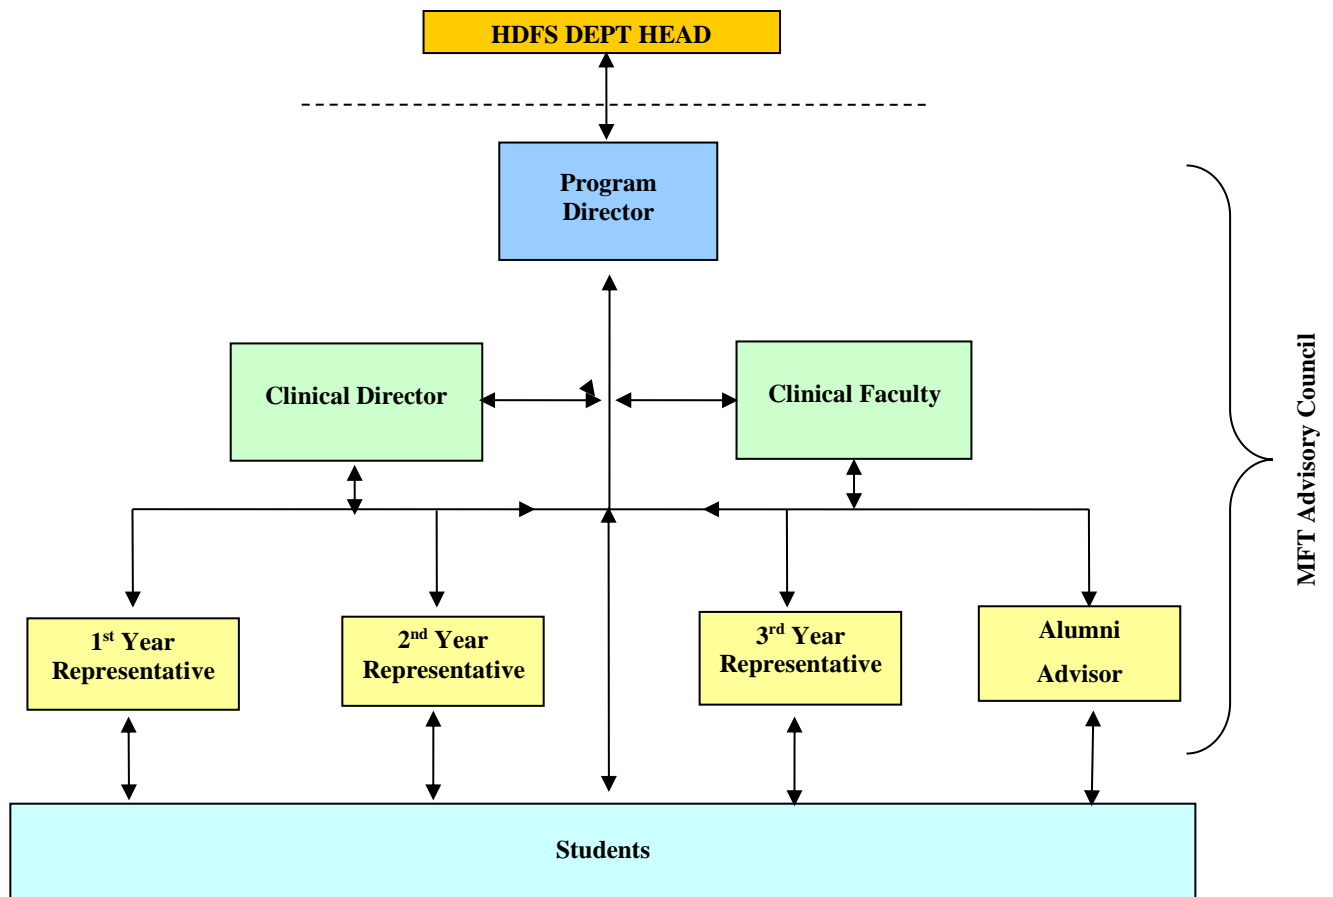 HDFS DEPT HEAD
Program
Director
Clinical Director
Clinical Faculty
MFT Advisory Council
1st Year
Representative
2nd Year
Representative
3rd Year
Representative
Alumni
Advisor
Students